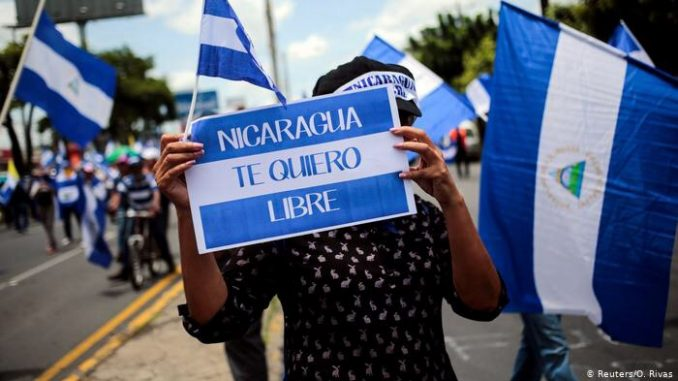 NICARAGUA
NICARAGUA
TE QUIERO
LIBRE
© Reuters/O. Rivas